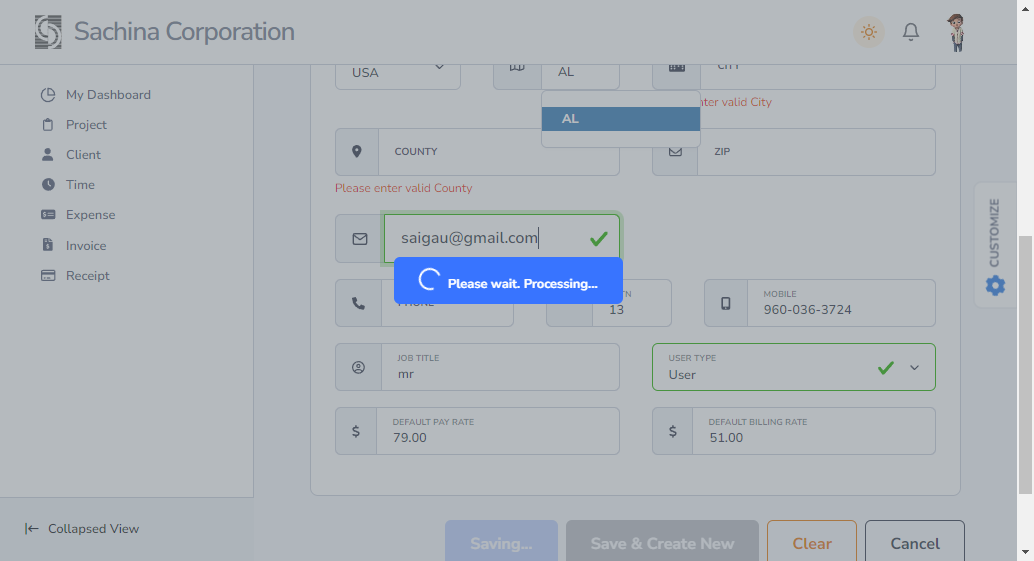 Sachina Corporation
My Dashboard
Project
Client
Time
Expense
Invoice
Receipt
Collapsed View
USA
AL
CITY
nter valid City
AL
COUNTY
ZIP
Please enter valid County
saigau@gmail.com
Please wait. Processing...
PHONE
TN
13
MOBILE
960-036-3724
JOB TITLE
mr
USER TYPE
User
$
DEFAULT PAY RATE
79.00
$
DEFAULT BILLING RATE
51.00
Saving...
Save & Create New
Clear
Cancel
CUSTOMIZE